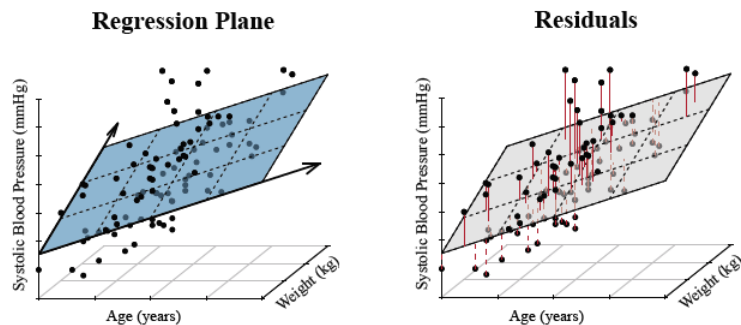 Regression Plane
Systolic Blood Pressure (mmHg)
Age (years)
Weight (kg)
Residuals
Systolic Blood Pressure (mmHg)
Age (years)
Weight (kg)